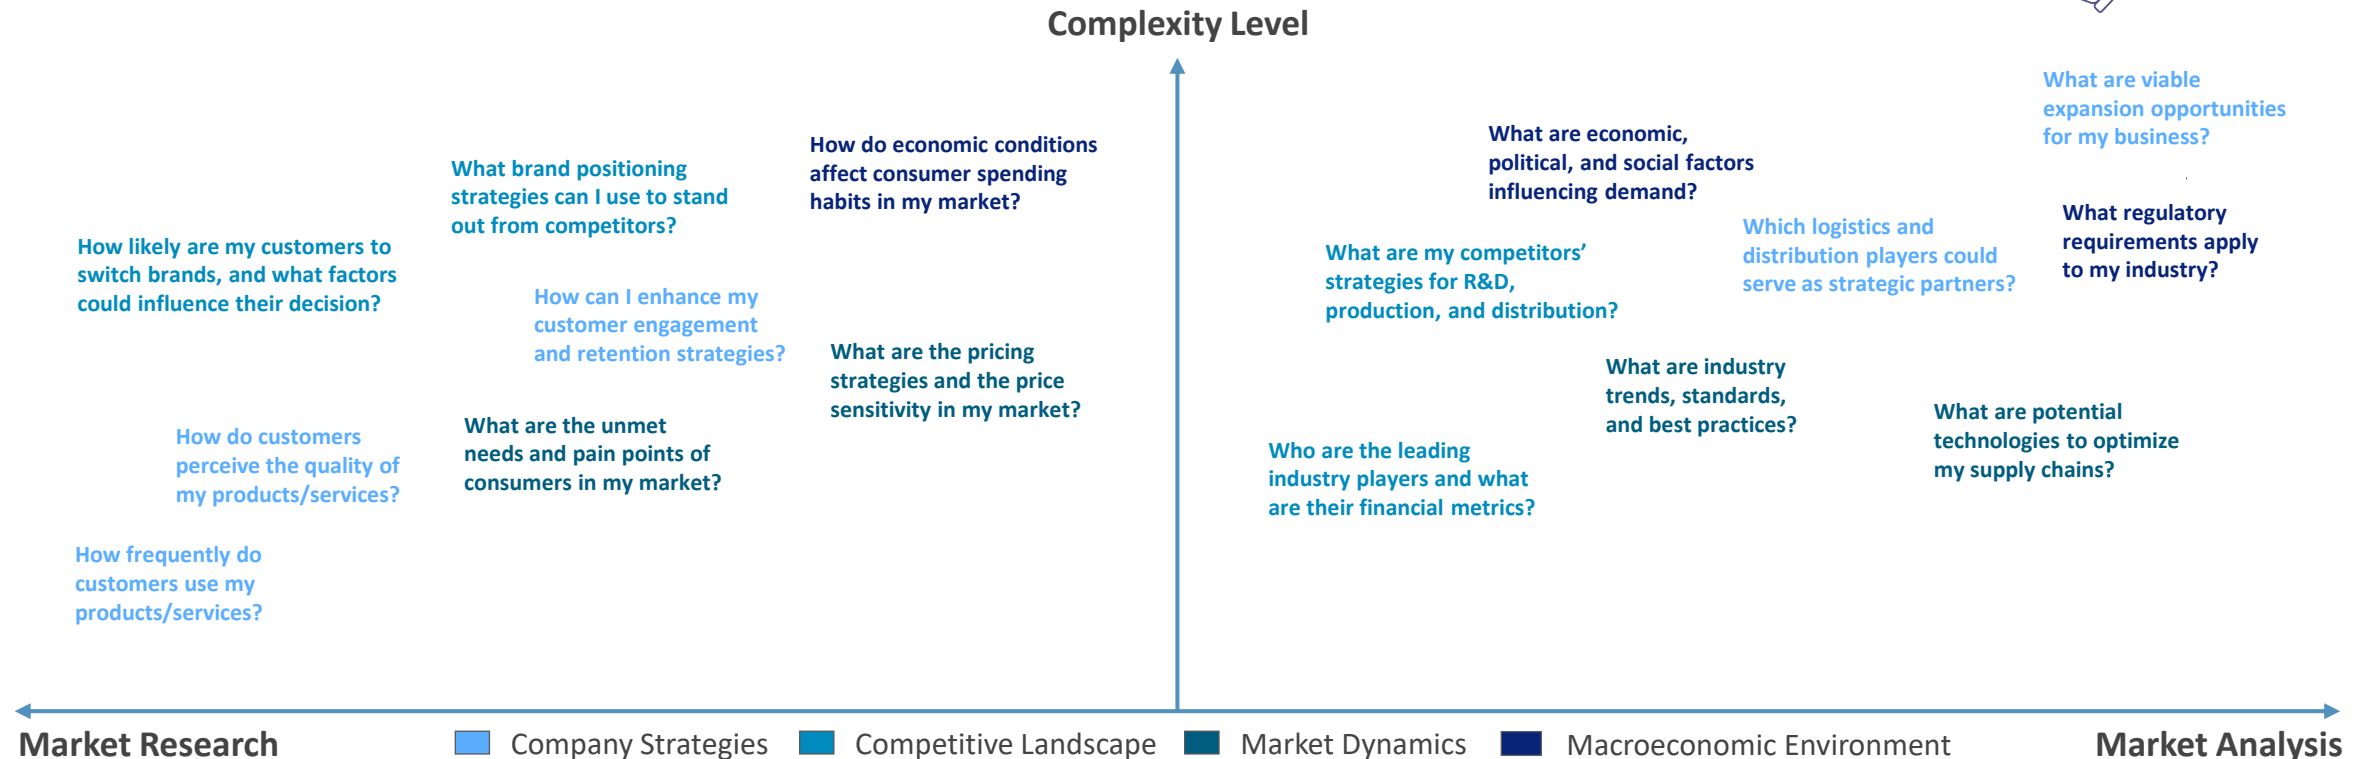 Complexity Level
How likely are my customers to
switch brands, and what factors
could influence their decision?
What brand positioning
strategies can I use to stand
out from competitors?
How do economic conditions
affect consumer spending
habits in my market?
How can I enhance my
customer engagement
and retention strategies?
What are the pricing
strategies and the price
sensitivity in my market?
How do customers
perceive the quality of
my products/services?
What are the unmet
needs and pain points of
consumers in my market?
How frequently do
customers use my
products/services?
What are economic,
political, and social factors
influencing demand?
What are viable
expansion opportunities
for my business?
What are my competitors’
strategies for R&D,
production, and distribution?
Which logistics and
distribution players could
serve as strategic partners?
What regulatory
requirements apply
to my industry?
What are industry
trends, standards,
and best practices?
Who are the leading
industry players and what
are their financial metrics?
What are potential
technologies to optimize
my supply chains?
Market Research
Company Strategies
Competitive Landscape
Market Dynamics
Macroeconomic Environment
Market Analysis